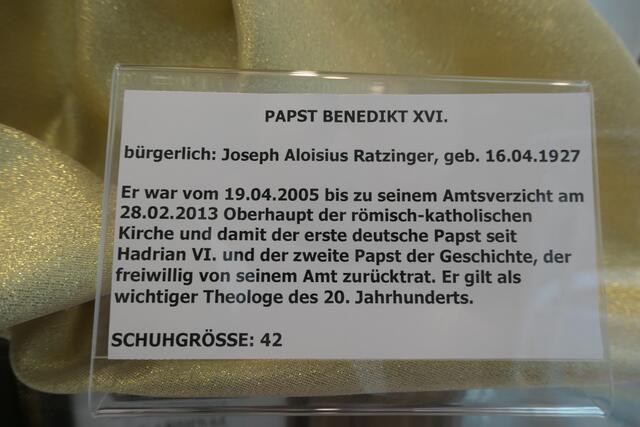 PAPST BENEDIKT XVI.
bürgerlich: Joseph Aloisius Ratzinger, geb. 16.04.1927
Er war vom 19.04.2005 bis zu seinem Amtsverzicht am
28.02.2013 Oberhaupt der römisch-katholischen
Kirche und damit der erste deutsche Papst seit
Hadrian VI. und der zweite Papst der Geschichte, der
freiwillig von seinem Amt zurücktrat. Er gilt als
wichtiger Theologe des 20. Jahrhunderts.
SCHUHGRÖSSE: 42